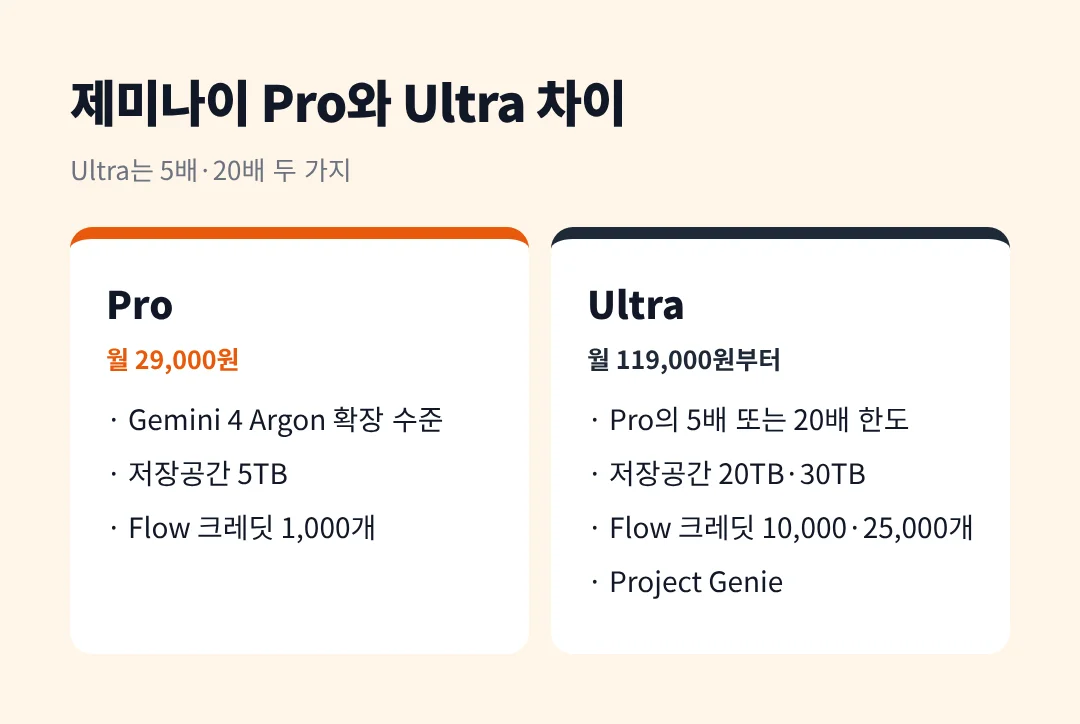 제미나이 Pro와 Ultra 차이
Ultra는 5배·20배 두 가지
Pro
월 29,000원
· Gemini 4 Argon 확장 수준
· 저장공간 5TB
· Flow 크레딧 1,000개
Ultra
월 119,000원부터
· Pro의 5배 또는 20배 한도
· 저장공간 20TB·30TB
· Flow 크레딧 10,000·25,000개
· Project Genie